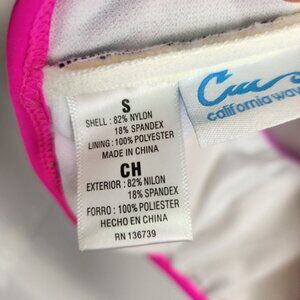 S
SHELL : 82% NYLON
18% SPANDEX
LINING : 100% POLYESTER
MADE IN CHINA
CH
EXTERIOR : 82% NILON
18% SPANDEX
FORRO : 100% POLIESTER
HECHO EN CHINA
RN 136739
california wav